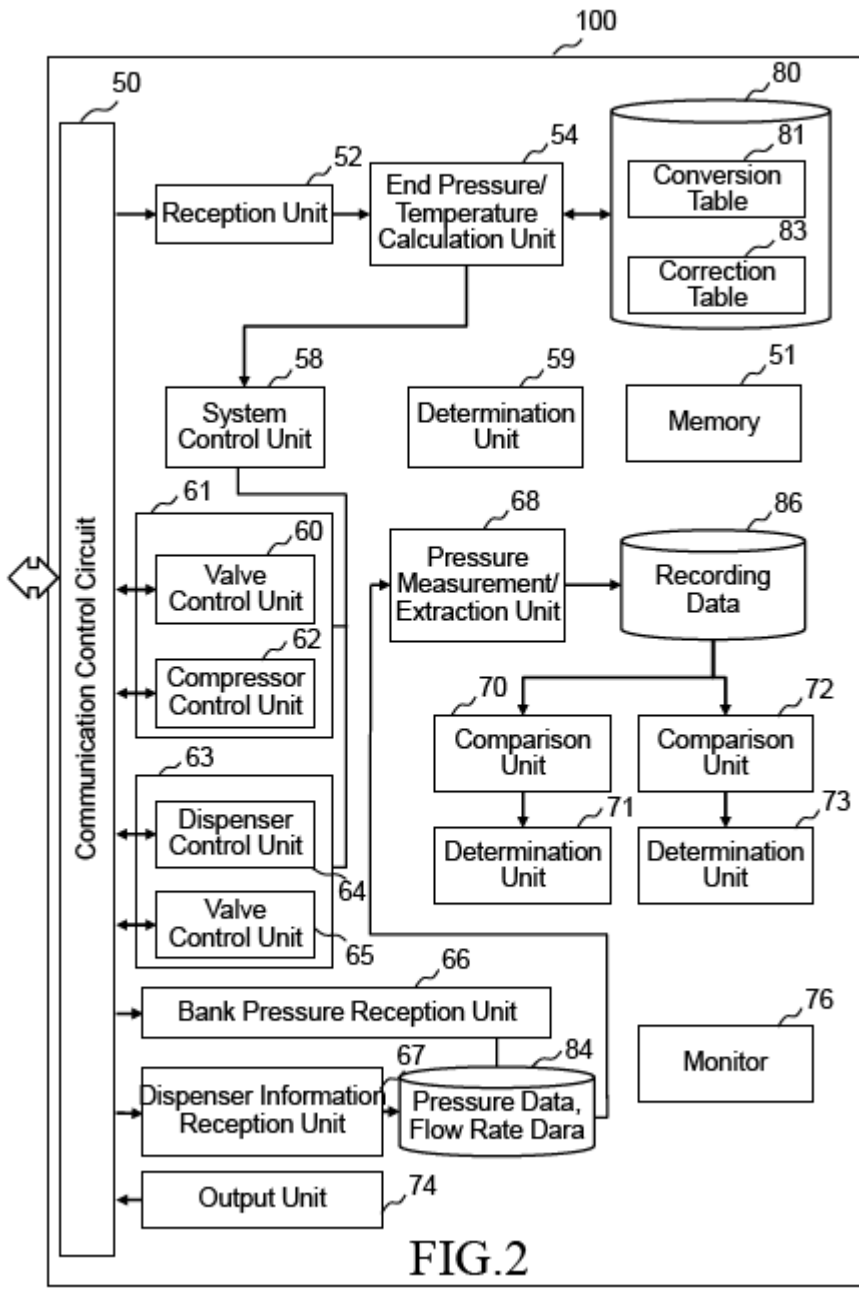 100
50
80
52
54
81
Reception Unit
End Pressure/
Temperature
Calculation Unit
Conversion
Table
83
Correction
Table
58
59
51
System
Control Unit
Determination
Unit
Memory
61
60
Valve
Control Unit
62
Compressor
Control Unit
68
Pressure
Measurement/
Extraction Unit
86
Recording
Data
Communication Control Circuit
70
Comparison
Unit
72
Comparison
Unit
63
Dispenser
Control Unit
64
71
Determination
Unit
73
Determination
Unit
Valve
Control Unit
65
66
Bank Pressure Reception Unit
76
Monitor
67
Dispenser Information
Reception Unit
84
Pressure Data,
Flow Rate Dara
Output Unit
74
FIG.2